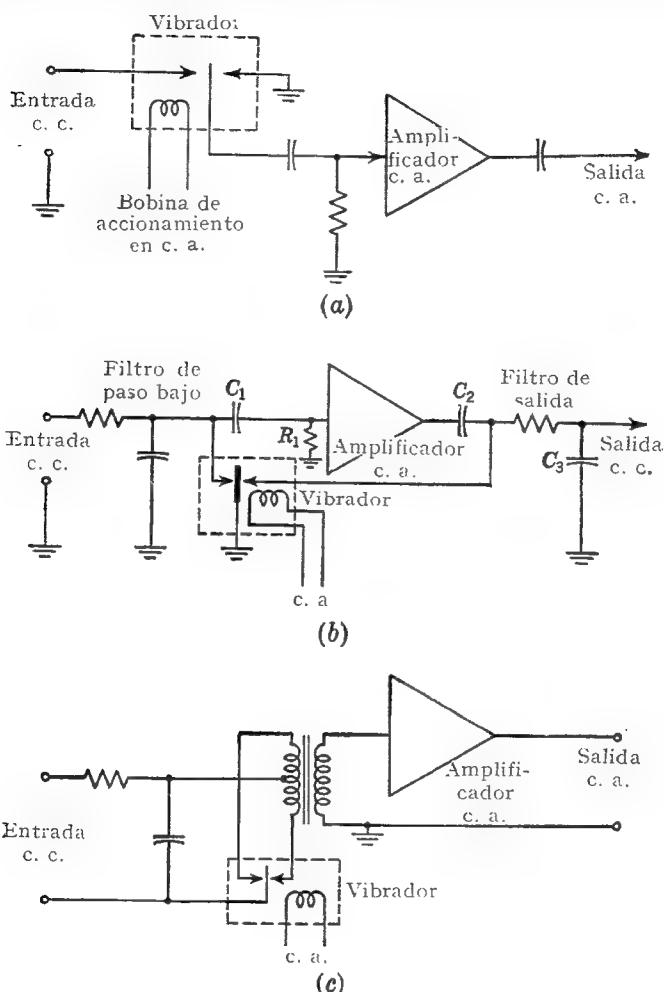 Vibrador
Entrada
c. c.
Bobina de
accionamiento
en c. a.
Ampli-
ficador
c. a.
Salida
c. a.
(a)
Filtro de
paso bajo
C₁
C₂
Filtro de
salida
Entrada
c. c.
R₁
Amplificador
c. a.
Salida
c. c.
C₃
Vibrador
c. a
(b)
Entrada
c. c.
Amplifi-
cador
c. a.
Salida
c. a.
Vibrador
c. a.
(c)